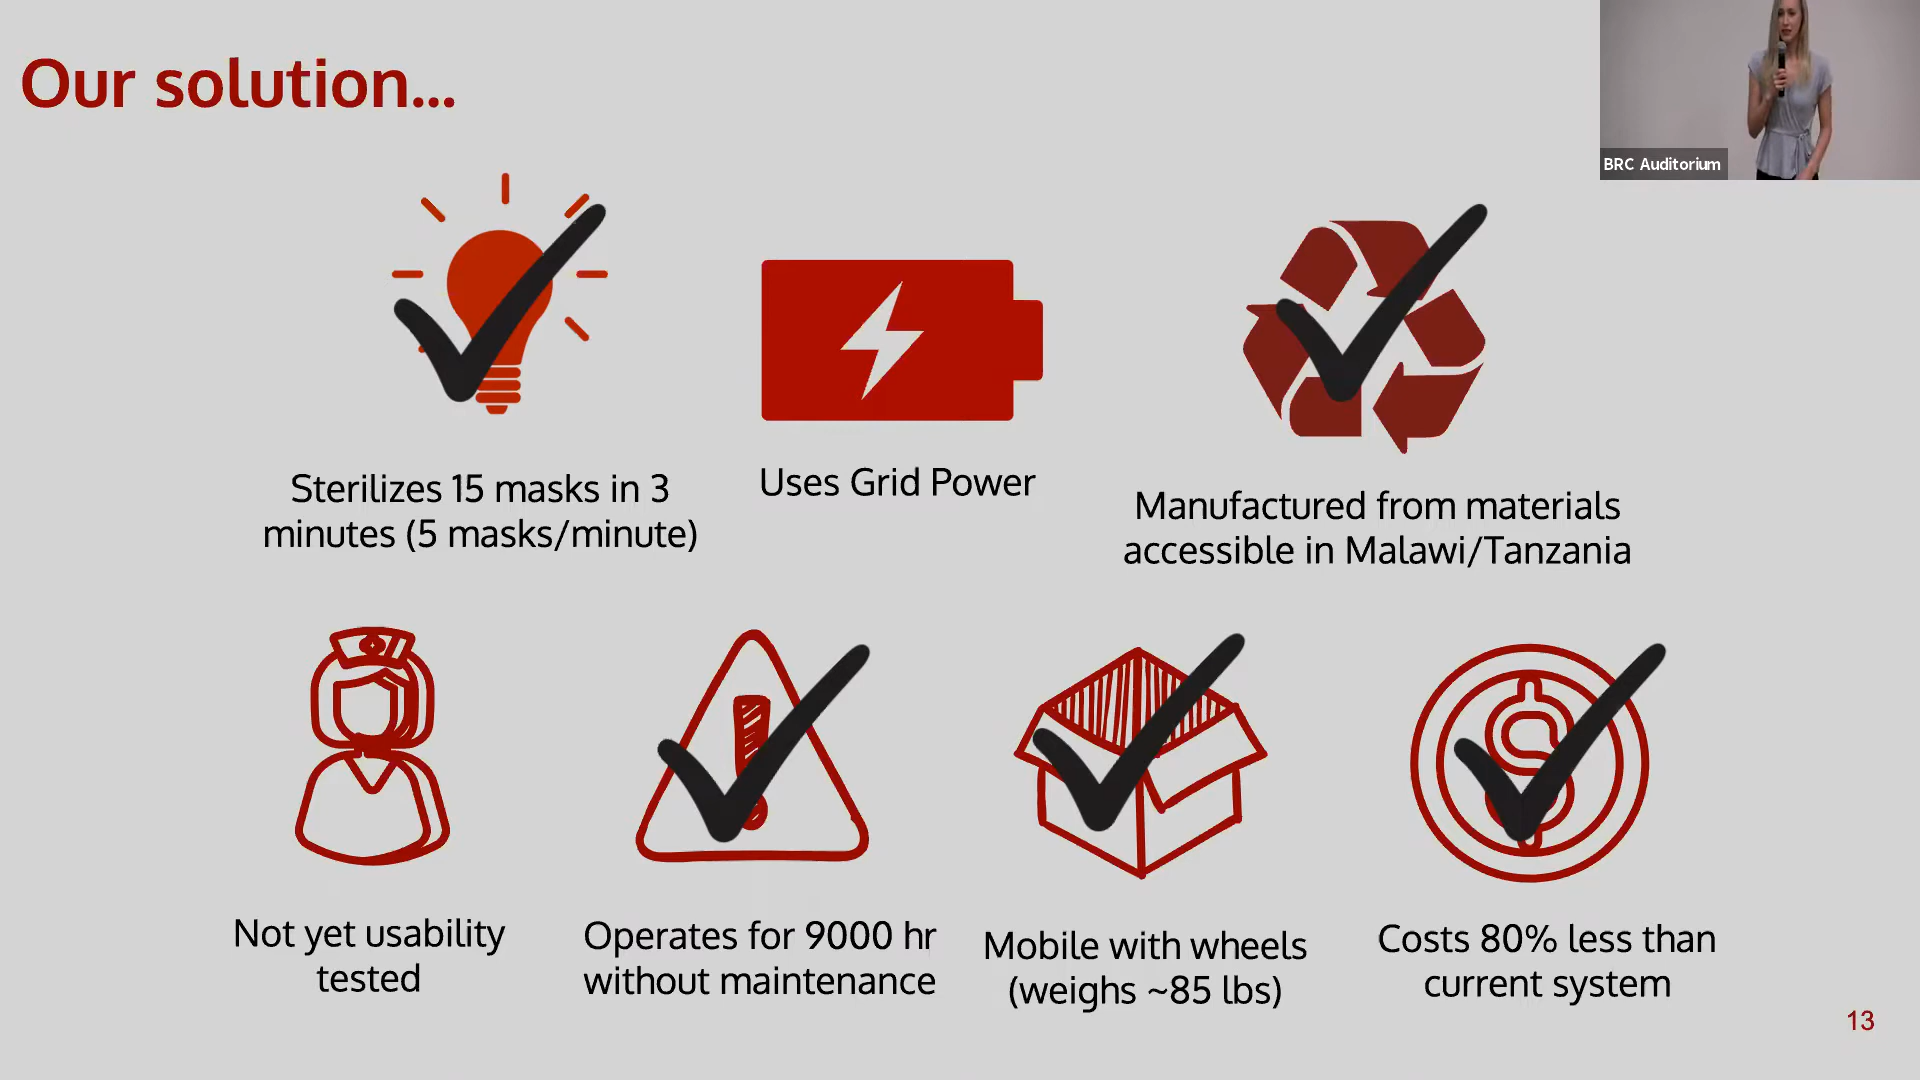 Our solution...
BRC Auditorium
Sterilizes 15 masks in 3
minutes (5 masks/minute)
Uses Grid Power
Manufactured from materials
accessible in Malawi/Tanzania
Not yet usability
tested
Operates for 9000 hr
without maintenance
Mobile with wheels
(weighs ~85 lbs)
Costs 80% less than
current system
13